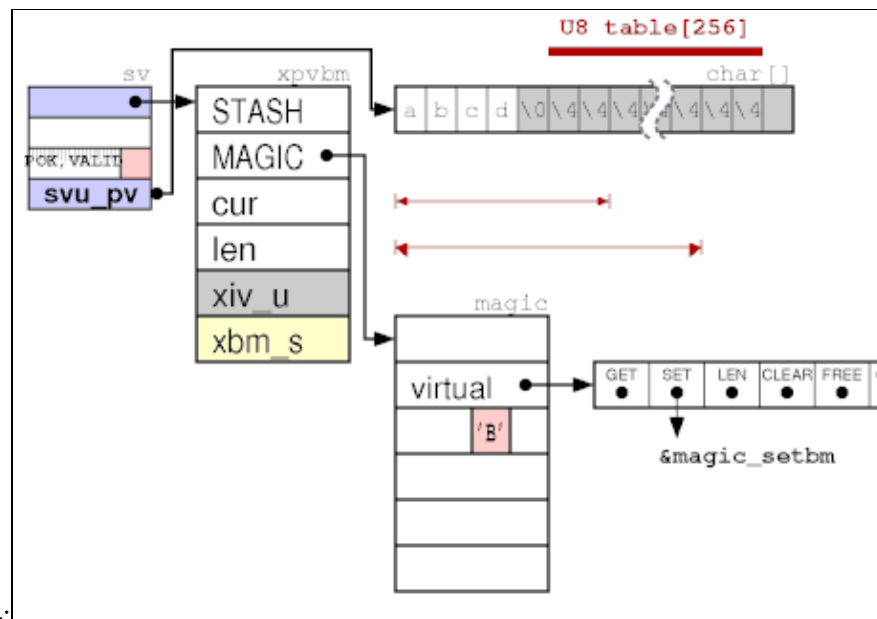 U8 table[256]
sv
xpvbm
char[]
STASH
a b c d \0 \4 \4 \4 \4 \4 \4
MAGIC
POK, VALID
svu_pv
cur
len
xiv_u
magic
xbm_s
virtual
GET SET LEN CLEAR FREE
'B'
&magic_setbm